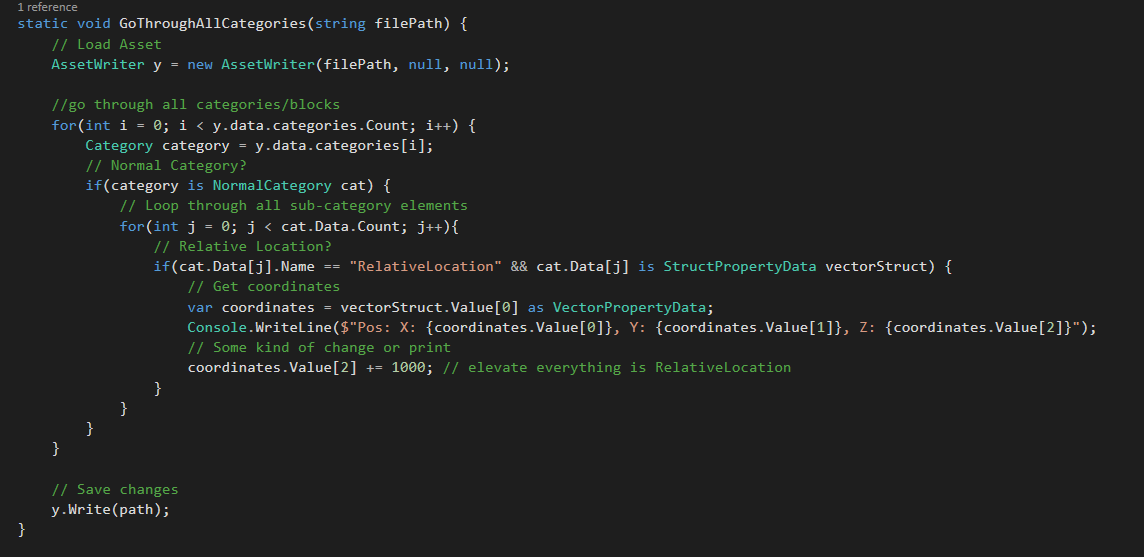 1 reference
static void GoThroughAllCategories(string filePath) {
    // Load Asset
    AssetWriter y = new AssetWriter(filePath, null, null);

    //go through all categories/blocks
    for(int i = 0; i < y.data.categories.Count; i++) {
        Category category = y.data.categories[i];
        // Normal Category?
        if(category is NormalCategory cat) {
            // Loop through all sub-category elements
            for(int j = 0; j < cat.Data.Count; j++){
                // Relative Location?
                if(cat.Data[j].Name == "RelativeLocation" && cat.Data[j] is StructPropertyData vectorStruct) {
                    // Get coordinates
                    var coordinates = vectorStruct.Value[0] as VectorPropertyData;
                    Console.WriteLine($"Pos: X: {coordinates.Value[0]}, Y: {coordinates.Value[1]}, Z: {coordinates.Value[2]}");
                    // Some kind of change or print
                    coordinates.Value[2] += 1000; // elevate everything is RelativeLocation
                }
            }
        }
    }

    // Save changes
    y.Write(path);
}